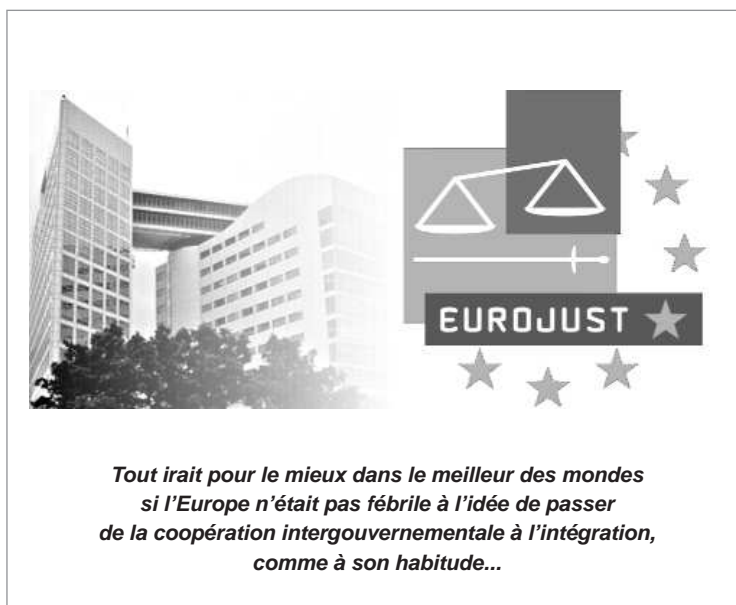 EUROJUST
Tout irait pour le mieux dans le meilleur des mondes
si l’Europe n’était pas fébrile à l’idée de passer
de la coopération intergouvernementale à l’intégration,
comme à son habitude...